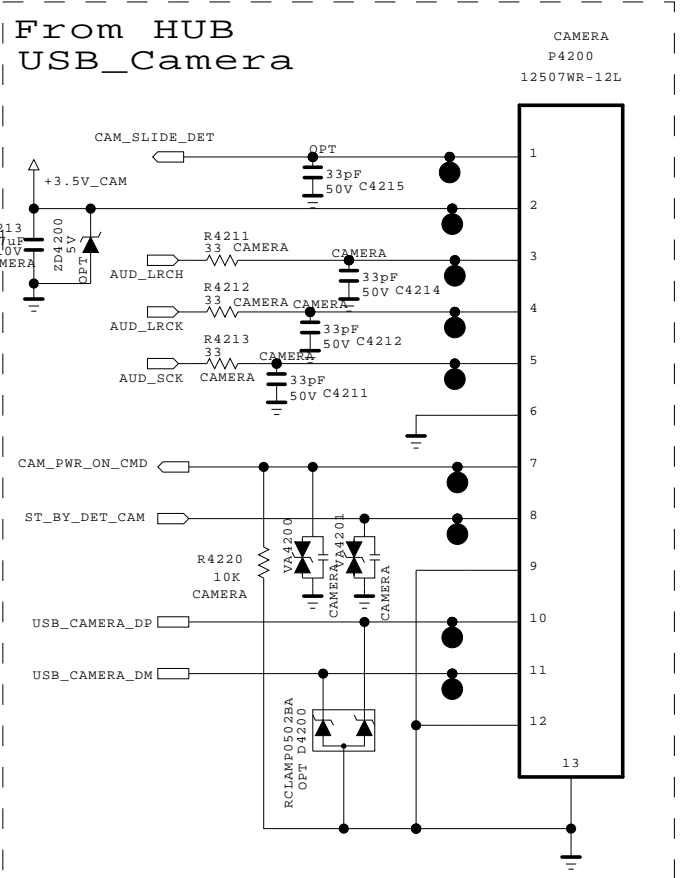 From HUB
USB_Camera
CAMERA
P4200
12507WR-12L
CAM_SLIDE_DET
OPT
33pF
50V C4215
1
+3.5V_CAM
2
ZD4200
5V
OPT
R4211
33 CAMERA
CAMERA
AUD_LRCH
33pF
50V C4214
3
R4212
33 CAMERA
CAMERA
AUD_LRCK
33pF
50V C4212
4
R4213
33
CAMERA
CAMERA
AUD_SCK
33pF
50V C4211
5
6
CAM_PWR_ON_CMD
7
ST_BY_DET_CAM
8
VA4200
CAMERA
VA4201
CAMERA
R4220
10K
CAMERA
9
USB_CAMERA_DP
10
USB_CAMERA_DM
11
RCLAMP0502BA
OPT D4200
12
13